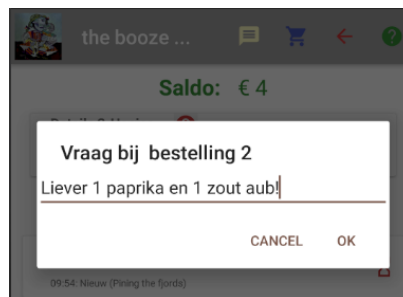 the booze ...
Saldo: € 4
Vraag bij bestelling 2
Liever 1 paprika en 1 zout aub!
CANCEL OK
09:54: Nieuw (Pining the fjords)